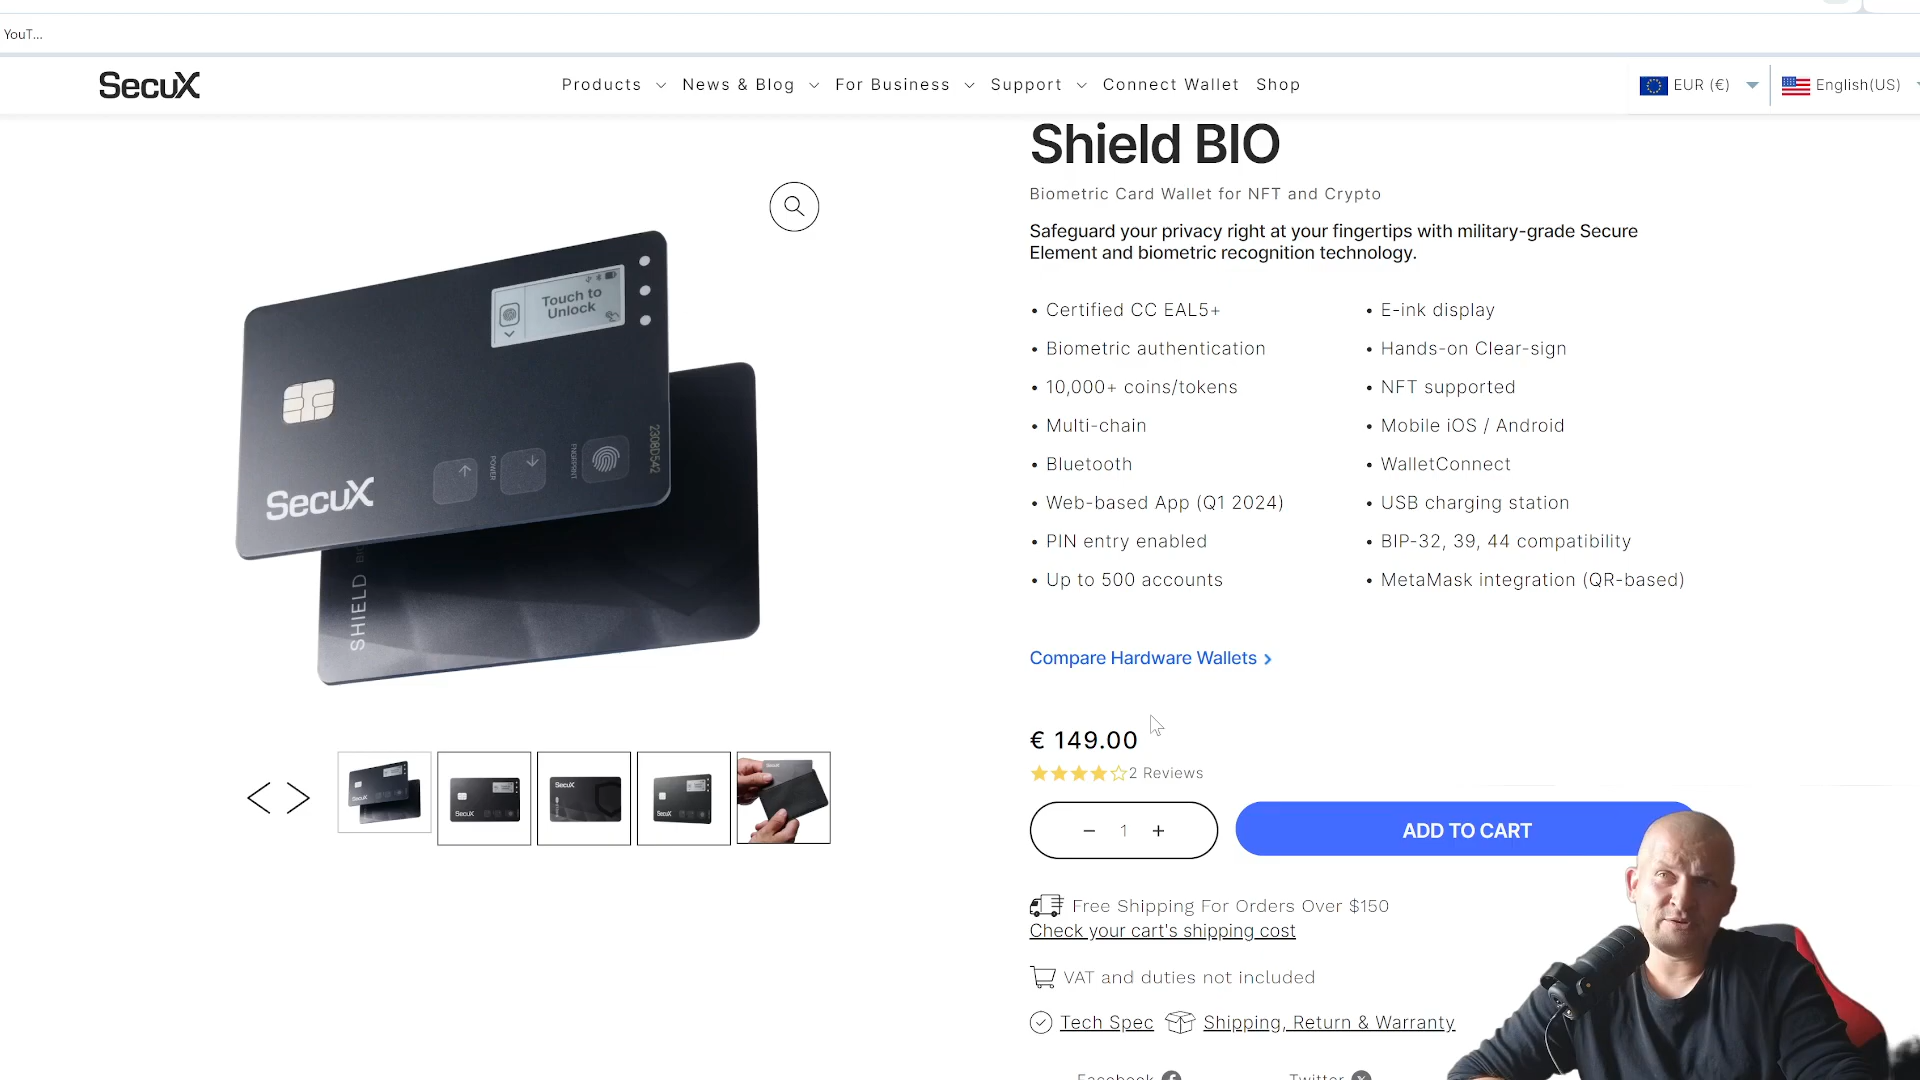 YouT...
SecuX
Products
News & Blog
For Business
Support
Connect Wallet
Shop
EUR (€)
English(US)
Shield BIO
Biometric Card Wallet for NFT and Crypto
Safeguard your privacy right at your fingertips with military-grade Secure
Element and biometric recognition technology.
• Certified CC EAL5+
• Biometric authentication
• 10,000+ coins/tokens
• Multi-chain
• Bluetooth
• Web-based App (Q1 2024)
• PIN entry enabled
• Up to 500 accounts
• E-ink display
• Hands-on Clear-sign
• NFT supported
• Mobile iOS / Android
• WalletConnect
• USB charging station
• BIP-32, 39, 44 compatibility
• MetaMask integration (QR-based)
Touch to
Unlock
POWER
2308D542
SecuX
SHIELD
Compare Hardware Wallets >
€ 149.00
2 Reviews
− 1 +
ADD TO CART
Free Shipping For Orders Over $150
Check your cart's shipping cost
VAT and duties not included
Tech Spec
Shipping, Return & Warranty
Facebook
Twitter